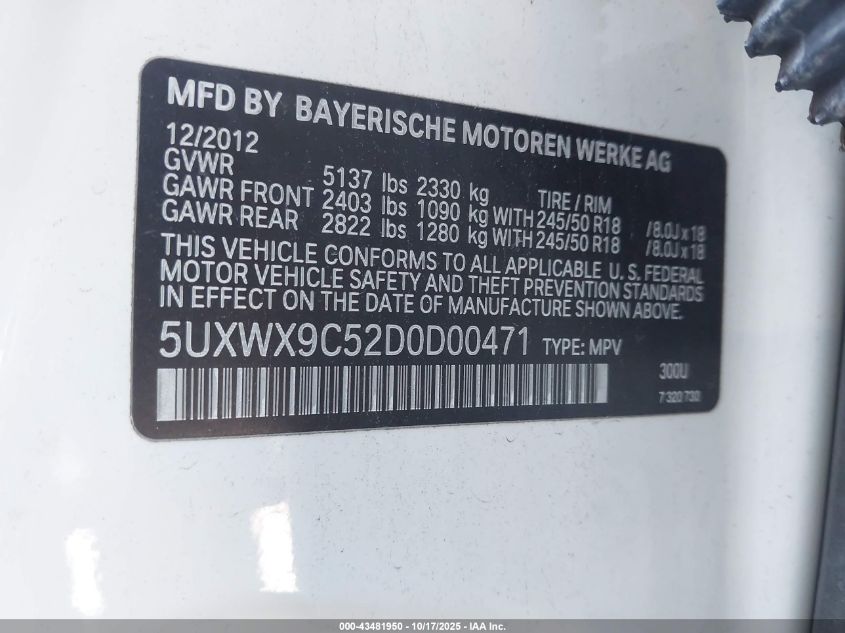 MFD BY BAYERISCHE MOTOREN WERKE AG
12/2012
GVWR 5137 lbs 2330 kg TIRE / RIM
GAWR FRONT 2403 lbs 1090 kg WITH 245/50 R18 /8.0J x 18
GAWR REAR 2822 lbs 1280 kg WITH 245/50 R18 /8.0J x 18
THIS VEHICLE CONFORMS TO ALL APPLICABLE U. S. FEDERAL
MOTOR VEHICLE SAFETY AND THEFT PREVENTION STANDARDS
IN EFFECT ON THE DATE OF MANUFACTURE SHOWN ABOVE.
5UXWX9C52D0D00471 TYPE: MPV
300U
7 320 730
000-43481950 - 10/17/2025 - IAA Inc.